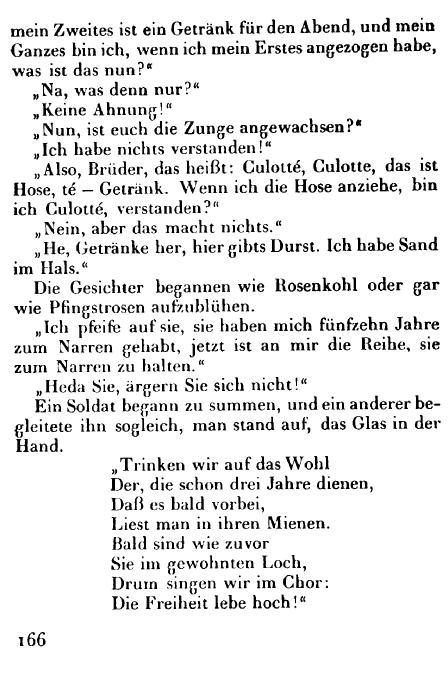 mein Zweites ist ein Getränk für den Abend, und mein
Ganzes bin ich, wenn ich mein Erstes angezogen habe,
was ist das nun?“
„Na, was denn nur?“
„Keine Ahnung!“
„Nun, ist euch die Zunge angewachsen?“
„Ich habe nichts verstanden!“
„Also, Brüder, das heißt: Culotté, Culotte, das ist
Hose, té – Getränk. Wenn ich die Hose anziehe, bin
ich Culotté, verstanden?“
„Nein, aber das macht nichts.“
„He, Getränke her, hier gibts Durst. Ich habe Sand
im Hals.“
Die Gesichter begannen wie Rosenkohl oder gar
wie Pfingstrosen aufzublühen.
„Ich pfeife auf sie, sie haben mich fünfzehn Jahre
zum Narren gehabt, jetzt ist an mir die Reihe, sie
zum Narren zu halten.“
„Heda Sie, ärgern Sie sich nicht!“
Ein Soldat begann zu summen, und ein anderer be-
gleitete ihn sogleich, man stand auf, das Glas in der
Hand.
„Trinken wir auf das Wohl
Der, die schon drei Jahre dienen,
Daß es bald vorbei,
Liest man in ihren Mienen.
Bald sind wie zuvor
Sie im gewohnten Loch,
Drum singen wir im Chor:
Die Freiheit lebe hoch!“
166